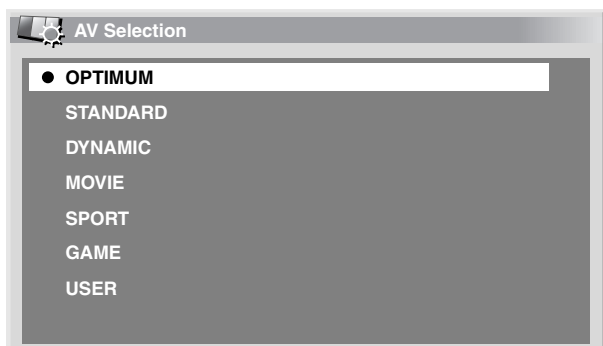 AV Selection
OPTIMUM
STANDARD
DYNAMIC
MOVIE
SPORT
GAME
USER